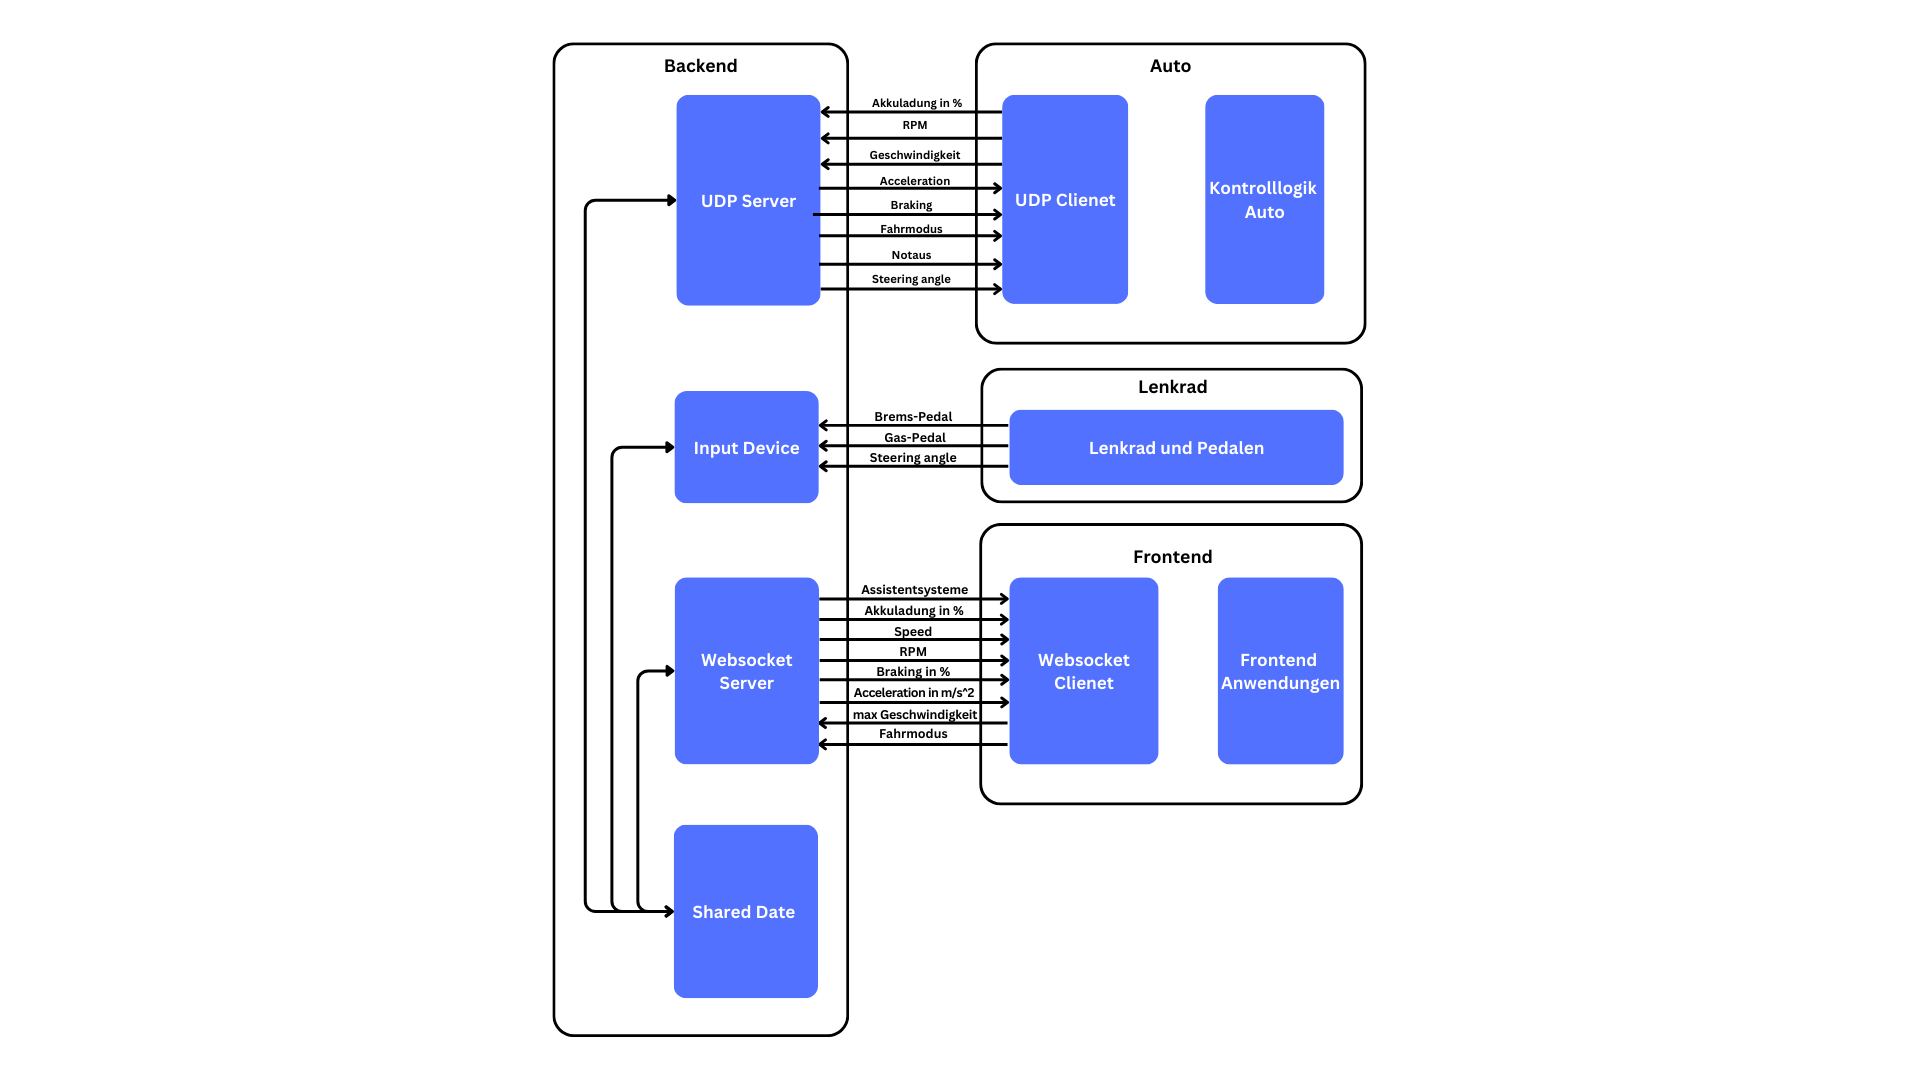 Backend
UDP Server
Input Device
Websocket
Server
Shared Date
Akkuladung in %
RPM
Geschwindigkeit
Acceleration
Braking
Fahrmodus
Notaus
Steering angle
Auto
UDP Clienet
Kontrolllogik
Auto
Brems-Pedal
Gas-Pedal
Steering angle
Lenkrad
Lenkrad und Pedalen
Assistentsysteme
Akkuladung in %
Speed
RPM
Braking in %
Acceleration in m/s^2
max Geschwindigkeit
Fahrmodus
Frontend
Websocket
Clienet
Frontend
Anwendungen